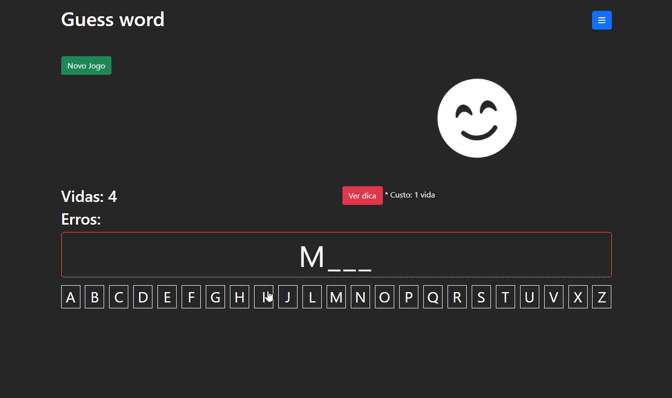 Guess word
Novo Jogo
Vidas: 4
Ver dica * Custo: 1 vida
Erros:
M___
A B C D E F G H I J L M N O P Q R S T U V X Z